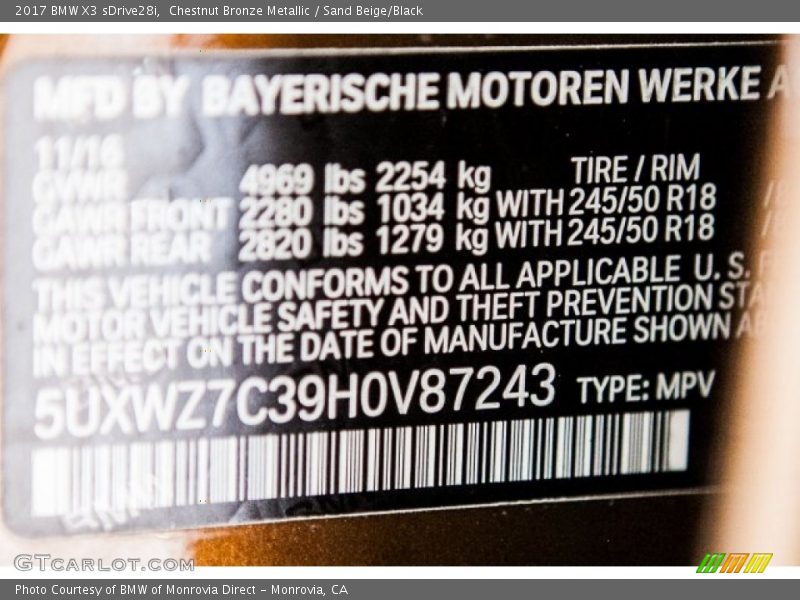 2017 BMW X3 sDrive28i,  Chestnut Bronze Metallic / Sand Beige/Black
MFD BY BAYERISCHE MOTOREN WERKE A
11/16
GVWR 4969 lbs 2254 kg TIRE / RIM
GAWR FRONT 2280 lbs 1034 kg WITH 245/50 R18
GAWR REAR 2820 lbs 1279 kg WITH 245/50 R18
THIS VEHICLE CONFORMS TO ALL APPLICABLE U. S. F
MOTOR VEHICLE SAFETY AND THEFT PREVENTION STA
IN EFFECT ON THE DATE OF MANUFACTURE SHOWN AB
5UXWZ7C39H0V87243 TYPE: MPV
GTCARLOT.COM
Photo Courtesy of BMW of Monrovia Direct – Monrovia, CA